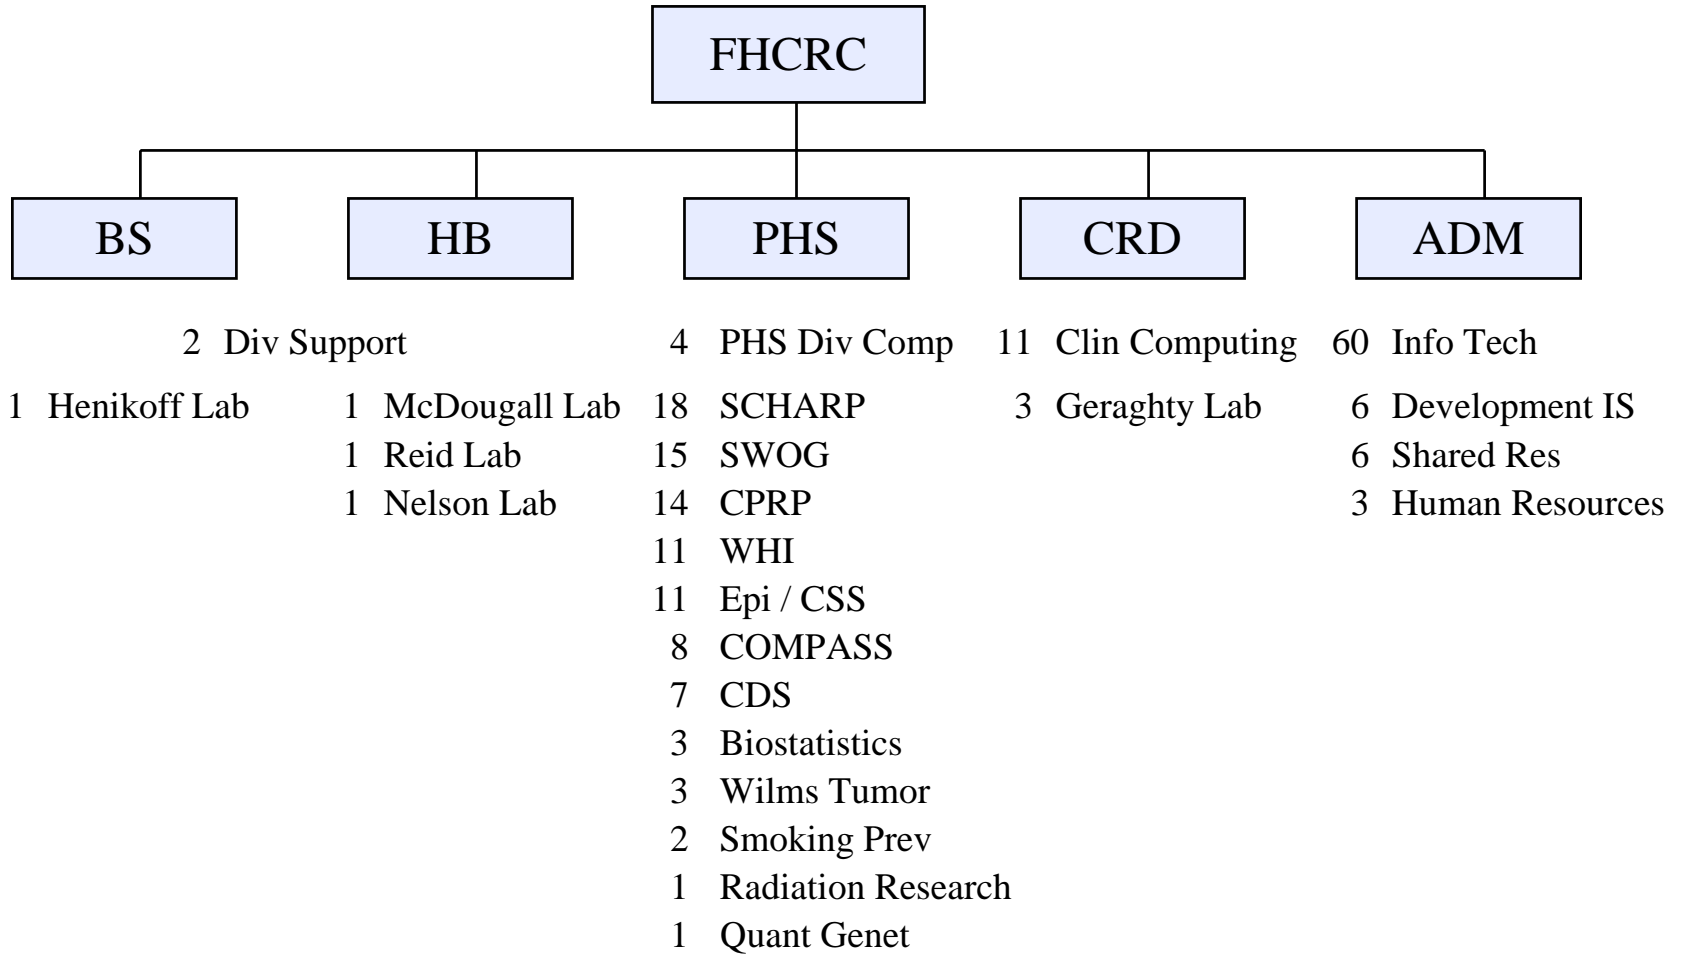 FHCRC
BS HB PHS CRD ADM
2 Div Support 4 PHS Div Comp 11 Clin Computing 60 Info Tech
1 Henikoff Lab 1 McDougall Lab 18 SCHARP 3 Geraghty Lab 6 Development IS
1 Reid Lab 15 SWOG 6 Shared Res
1 Nelson Lab 14 CPRP 3 Human Resources
11 WHI
11 Epi / CSS
8 COMPASS
7 CDS
3 Biostatistics
3 Wilms Tumor
2 Smoking Prev
1 Radiation Research
1 Quant Genet